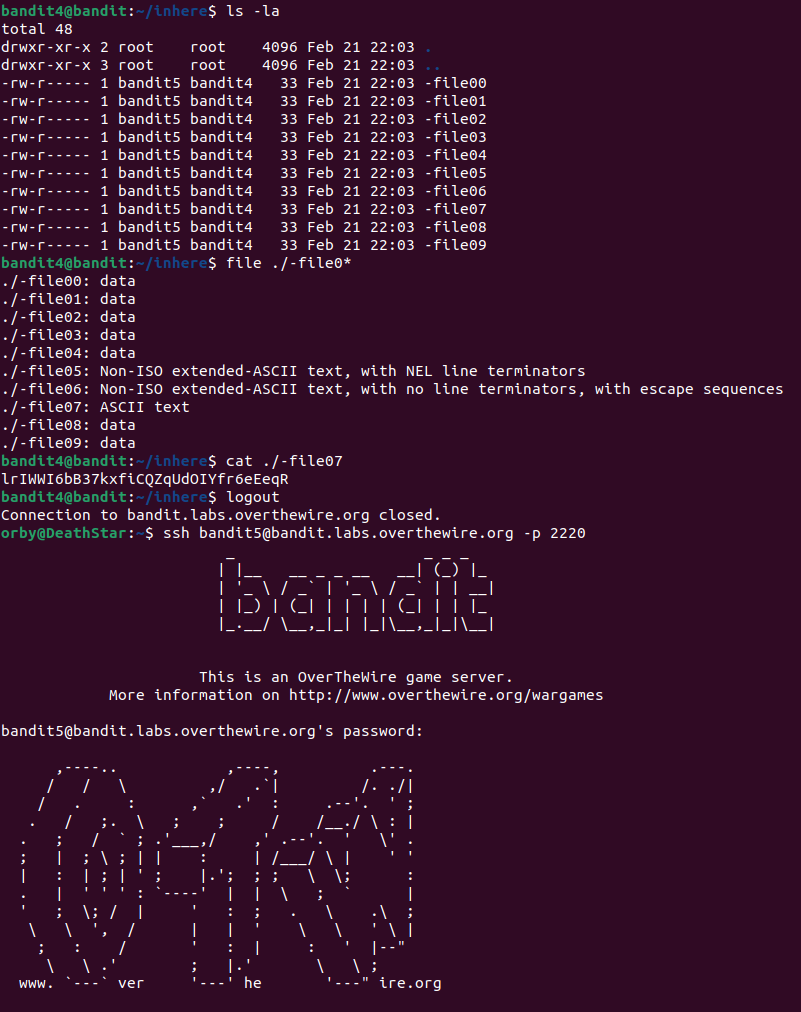 bandit4@bandit:~/inhere$ ls -la
total 48
drwxr-xr-x 2 root    root    4096 Feb 21 22:03 .
drwxr-xr-x 3 root    root    4096 Feb 21 22:03 ..
-rw-r----- 1 bandit5 bandit4   33 Feb 21 22:03 -file00
-rw-r----- 1 bandit5 bandit4   33 Feb 21 22:03 -file01
-rw-r----- 1 bandit5 bandit4   33 Feb 21 22:03 -file02
-rw-r----- 1 bandit5 bandit4   33 Feb 21 22:03 -file03
-rw-r----- 1 bandit5 bandit4   33 Feb 21 22:03 -file04
-rw-r----- 1 bandit5 bandit4   33 Feb 21 22:03 -file05
-rw-r----- 1 bandit5 bandit4   33 Feb 21 22:03 -file06
-rw-r----- 1 bandit5 bandit4   33 Feb 21 22:03 -file07
-rw-r----- 1 bandit5 bandit4   33 Feb 21 22:03 -file08
-rw-r----- 1 bandit5 bandit4   33 Feb 21 22:03 -file09
bandit4@bandit:~/inhere$ file ./-file0*
./-file00: data
./-file01: data
./-file02: data
./-file03: data
./-file04: data
./-file05: Non-ISO extended-ASCII text, with NEL line terminators
./-file06: Non-ISO extended-ASCII text, with no line terminators, with escape sequences
./-file07: ASCII text
./-file08: data
./-file09: data
bandit4@bandit:~/inhere$ cat ./-file07
lrIWWI6bB37kxfiCQZqUdOIYfr6eEeqR
bandit4@bandit:~/inhere$ logout
Connection to bandit.labs.overthewire.org closed.
orby@DeathStar:~$ ssh bandit5@bandit.labs.overthewire.org -p 2220
bandit
This is an OverTheWire game server.
More information on http://www.overthewire.org/wargames
bandit5@bandit.labs.overthewire.org's password:
www. `---` ver     '---' he       '---" ire.org